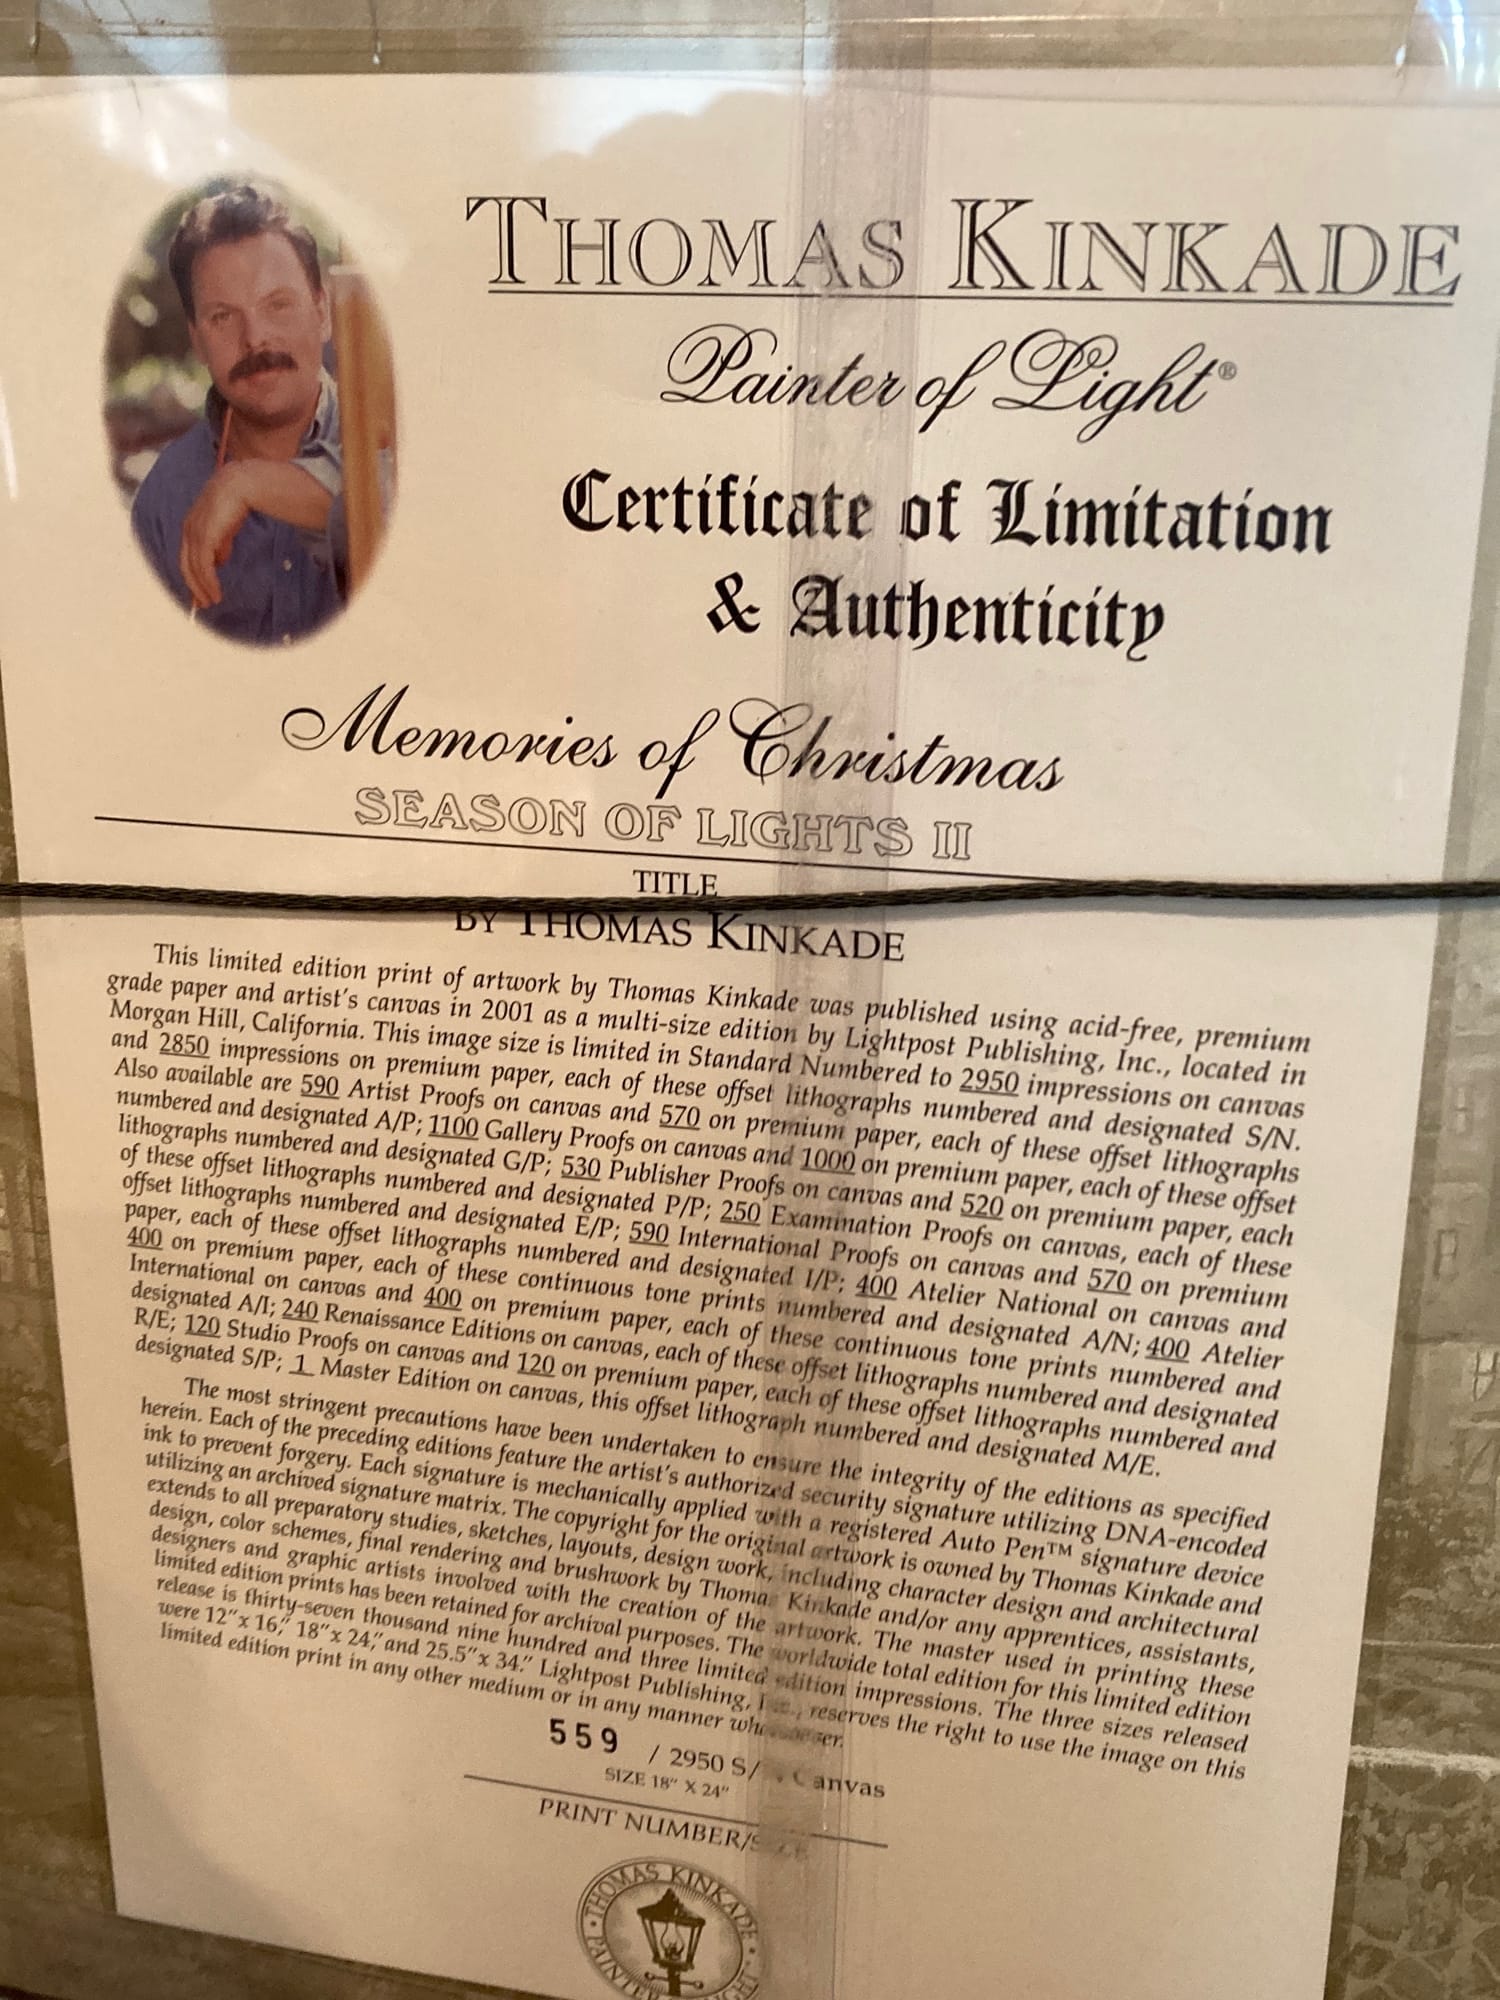 THOMAS KINKADE
Painter of Light®
Certificate of Limitation
& Authenticity
Memories of Christmas
SEASON OF LIGHTS II
TITLE
BY THOMAS KINKADE
This limited edition print of artwork by Thomas Kinkade was published using acid-free, premium
grade paper and artist's canvas in 2001 as a multi-size edition by Lightpost Publishing, Inc., located in
Morgan Hill, California. This image size is limited in Standard Numbered to 2950 impressions on canvas
and 2850 impressions on premium paper, each of these offset lithographs numbered and designated S/N.
Also available are 590 Artist Proofs on canvas and 570 on premium paper, each of these offset lithographs
numbered and designated A/P; 1100 Gallery Proofs on canvas and 1000 on premium paper, each of these offset
lithographs numbered and designated G/P; 530 Publisher Proofs on canvas and 520 on premium paper, each
of these offset lithographs numbered and designated P/P; 250 Examination Proofs on canvas, each of these
offset lithographs numbered and designated E/P; 590 International Proofs on canvas and 570 on premium
paper, each of these offset lithographs numbered and designated I/P; 400 Atelier National on canvas and
400 on premium paper, each of these continuous tone prints numbered and designated A/N; 400 Atelier
International on canvas and 400 on premium paper, each of these continuous tone prints numbered and
designated A/I; 240 Renaissance Editions on canvas, each of these offset lithographs numbered and designated
R/E; 120 Studio Proofs on canvas and 120 on premium paper, each of these offset lithographs numbered and
designated S/P; 1 Master Edition on canvas, this offset lithograph numbered and designated M/E.
The most stringent precautions have been undertaken to ensure the integrity of the editions as specified
herein. Each of the preceding editions feature the artist's authorized security signature utilizing DNA-encoded
ink to prevent forgery. Each signature is mechanically applied with a registered Auto Pen™ signature device
utilizing an archived signature matrix. The copyright for the original artwork is owned by Thomas Kinkade and
extends to all preparatory studies, sketches, layouts, design work, including character design and architectural
design, color schemes, final rendering and brushwork by Thomas Kinkade and/or any apprentices, assistants,
designers and graphic artists involved with the creation of the artwork. The master used in printing these
limited edition prints has been retained for archival purposes. The worldwide total edition for this limited edition
release is thirty-seven thousand nine hundred and three limited edition impressions. The three sizes released
were 12"x 16," 18"x 24," and 25.5"x 34." Lightpost Publishing, Inc., reserves the right to use the image on this
limited edition print in any other medium or in any manner whatsoever.
559 / 2950 S/ Canvas
SIZE 18" X 24"
PRINT NUMBER/SIZE
THOMAS KINKADE
PAINTER